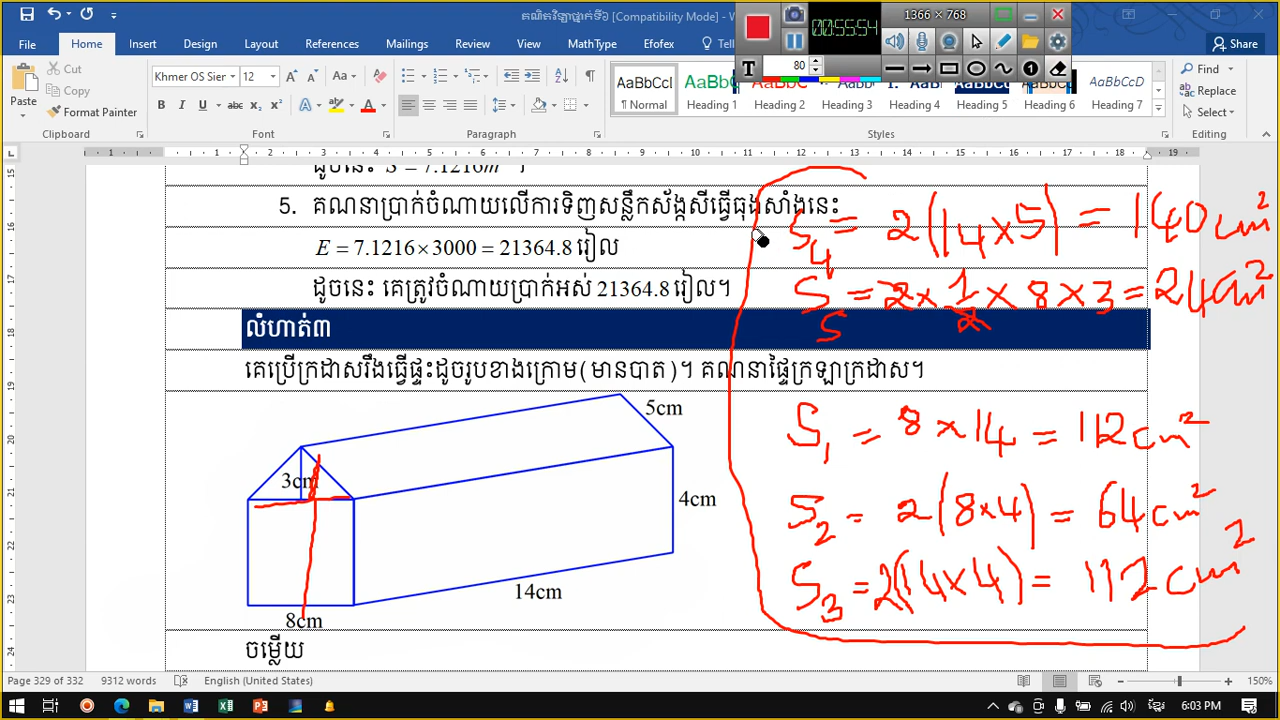 គណិតវិទ្យាថ្នាក់ទី៦ [Compatibility Mode] - W
1366 × 768
00:55:54
File Home Insert Design Layout References Mailings Review View MathType Efofex Tell
Share
T 80
Cut
Copy
Format Painter
Paste
Khmer OS Sier 12
Find
Replace
Select
AaBbCcI
¶ Normal Heading 1 Heading 2 Heading 3 Heading 4 Heading 5 Heading 6 Heading 7
Clipboard Font Paragraph Styles Editing
ដូចនេះ S = 7.1216m² ។
5. គណនាប្រាក់ចំណាយលើការទិញសន្លឹកស័ង្កសីធ្វើធុងសាំងនេះ
E = 7.1216×3000 = 21364.8 រៀល
ដូចនេះ គេត្រូវចំណាយប្រាក់អស់ 21364.8 រៀល។
លំហាត់៣
គេប្រើក្រដាសរឹងធ្វើផ្ទះដូចរូបខាងក្រោម(មានបាត)។ គណនាផ្ទៃក្រឡាក្រដាស។
5cm
3cm
4cm
14cm
8cm
S₄ = 2(14×5) = 140cm²
S₅ = 2×1/2×8×3 = 24cm²
S₁ = 8×14 = 112cm²
S₂ = 2(8×4) = 64cm²
S₃ = 2(14×4) = 112cm²
ចម្លើយ
Page 329 of 332 9312 words English (United States) 150%
6:03 PM